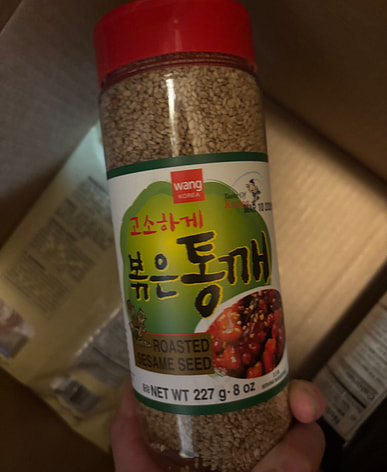 wang
KOREA
고소하게
볶은통깨
ROASTED
SESAME SEED
NET WT 227 g· 8 oz